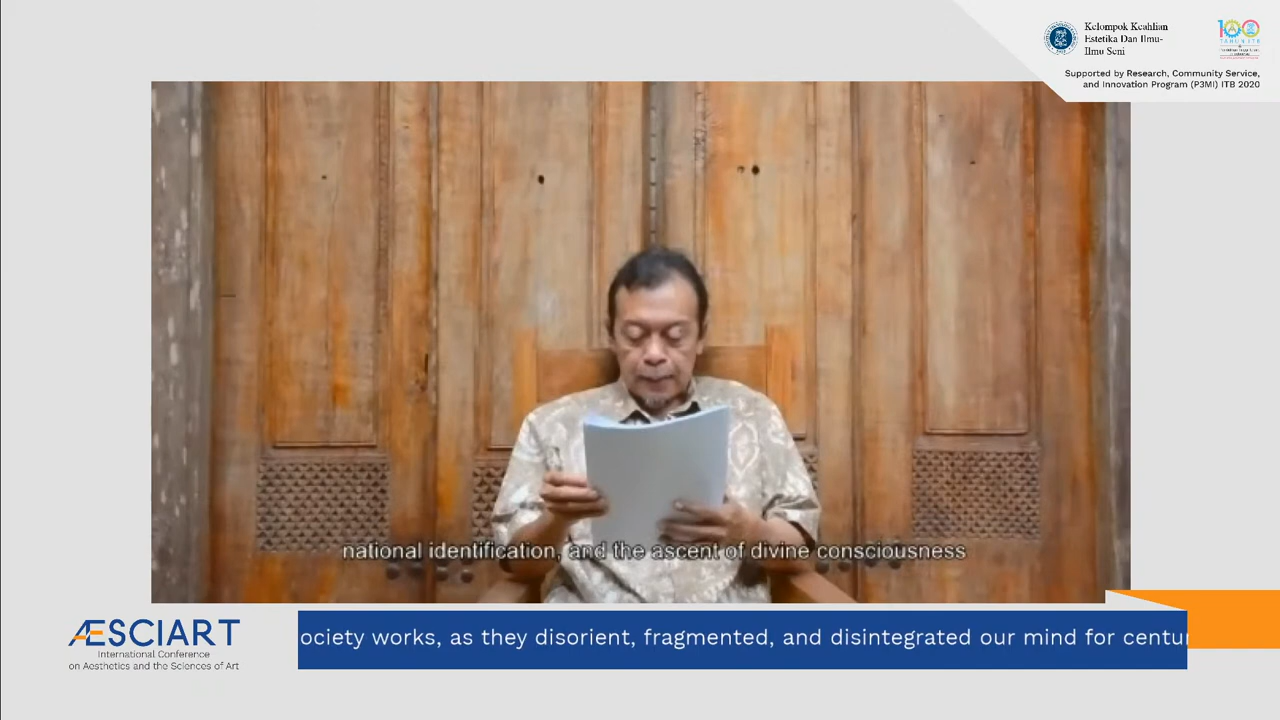 Kelompok Keahlian
Estetika Dan Ilmu-
Ilmu Seni
100
Supported by Research, Community Service,
and Innovation Program (P3MI) ITB 2020
national identification, and the ascent of divine consciousness
ÆSCIART
International Conference
on Aesthetics and the Sciences of Art
ociety works, as they disorient, fragmented, and disintegrated our mind for centu